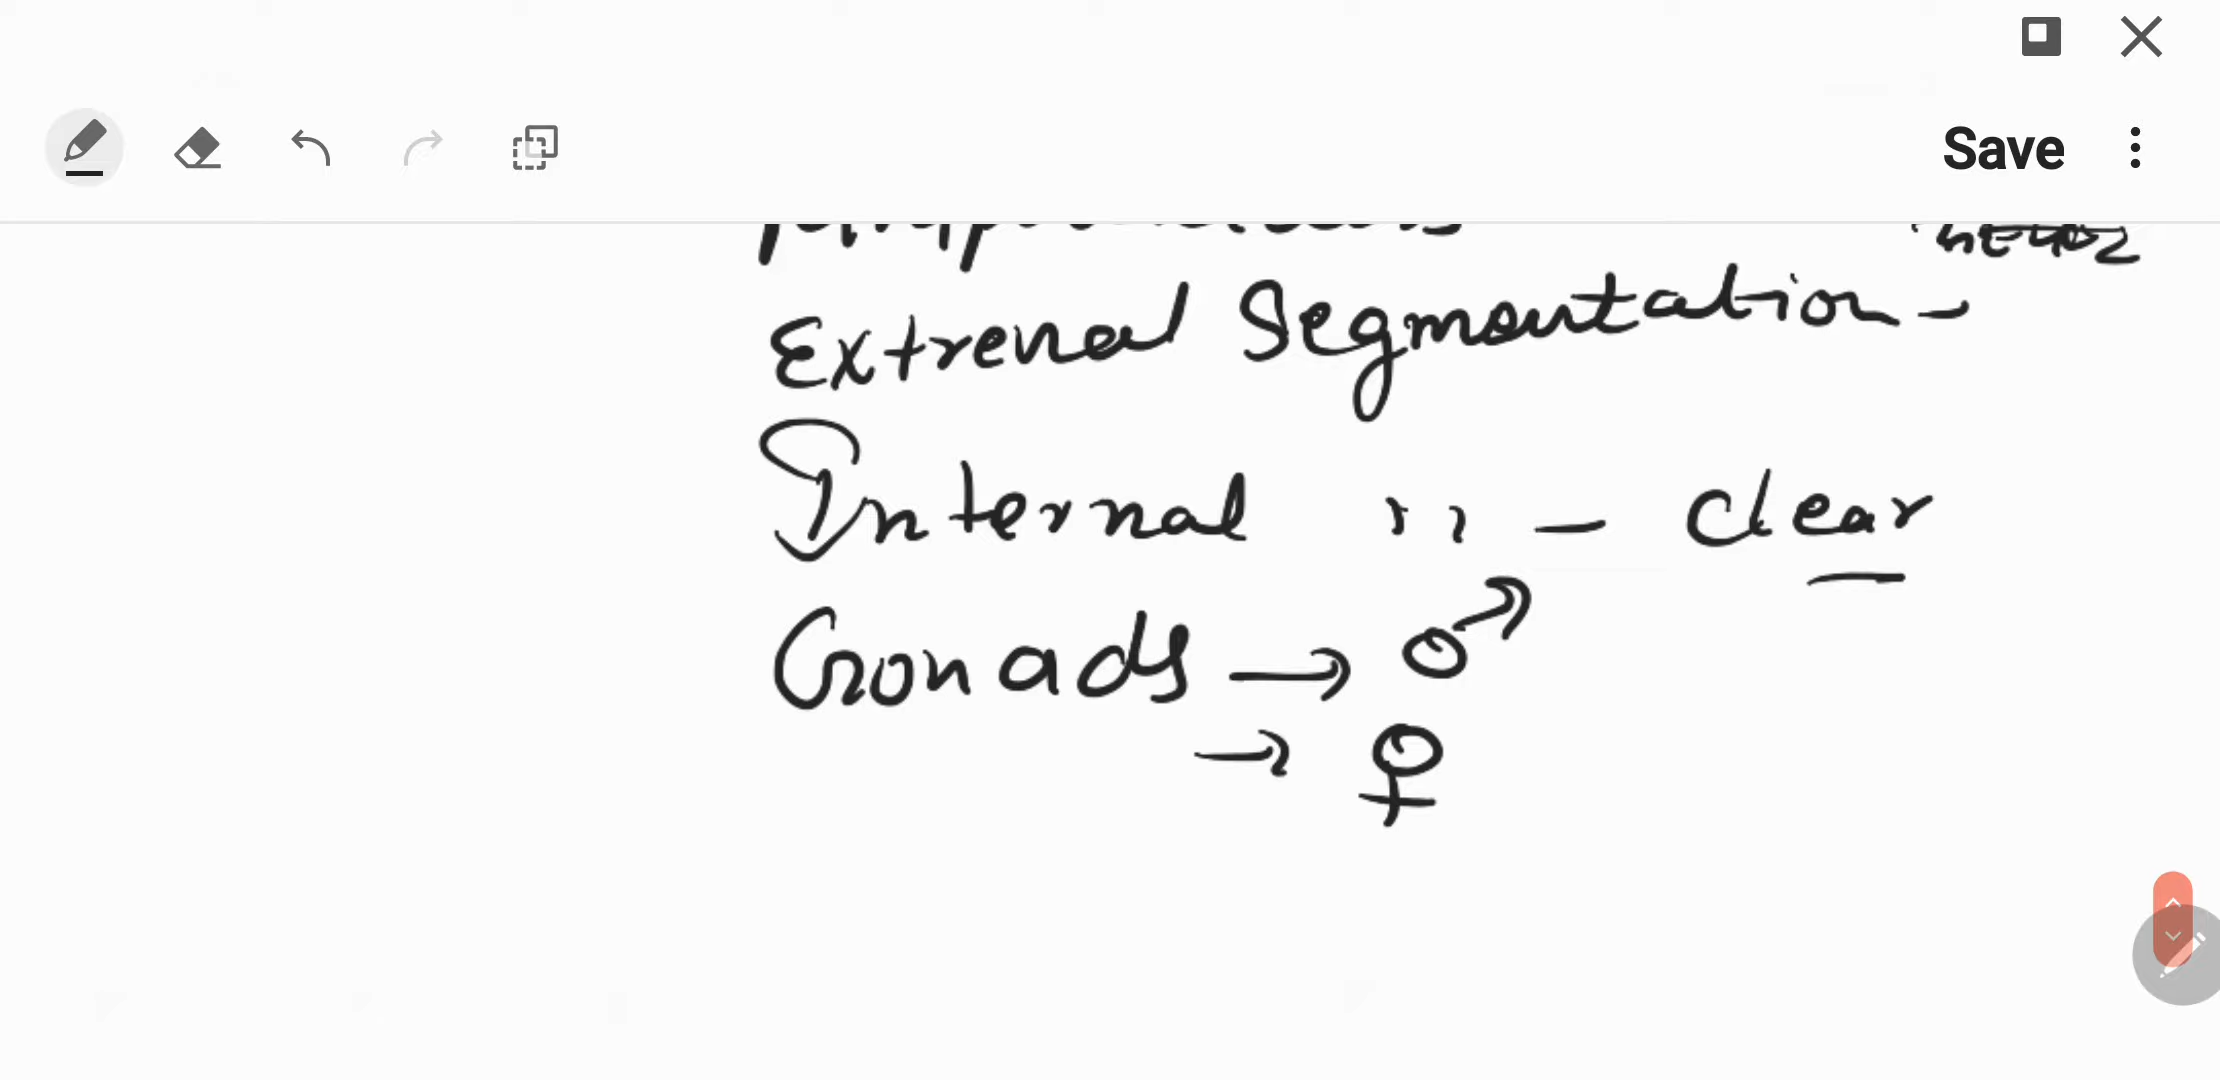 Save
Extrenal Segmentation -
Internal ,, - clear
Gonads → ♂
→ ♀